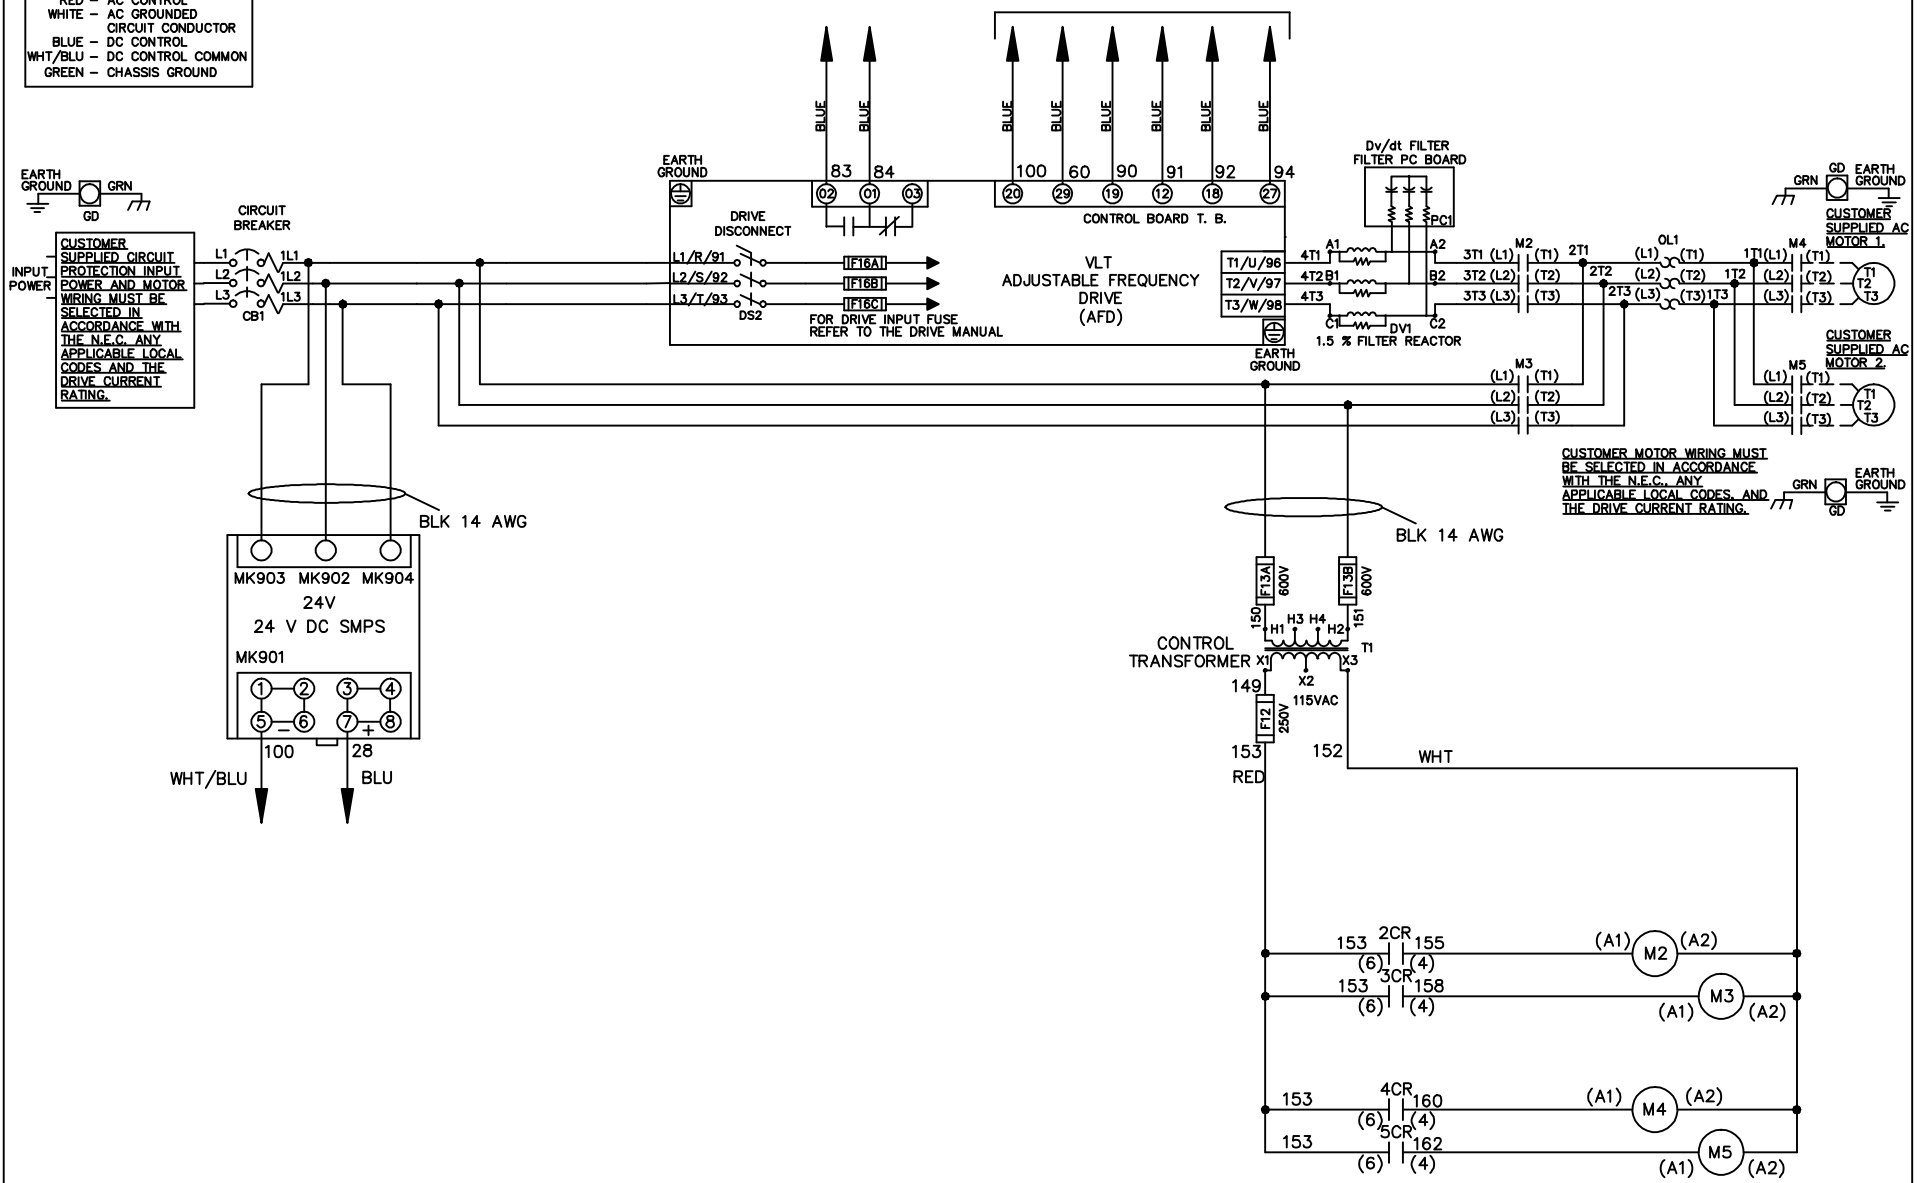 RED – AC CONTROL
WHITE – AC GROUNDED
CIRCUIT CONDUCTOR
BLUE – DC CONTROL
WHT/BLU – DC CONTROL COMMON
GREEN – CHASSIS GROUND
BLUE
BLUE
BLUE
BLUE
BLUE
BLUE
BLUE
BLUE
EARTH
GROUND
GRN
GD
CIRCUIT
BREAKER
INPUT
POWER
CUSTOMER
SUPPLIED CIRCUIT
PROTECTION INPUT
POWER AND MOTOR
WIRING MUST BE
SELECTED IN
ACCORDANCE WITH
THE N.E.C. ANY
APPLICABLE LOCAL
CODES AND THE
DRIVE CURRENT
RATING.
L1 1L1
L2 1L2
L3 1L3
CB1
EARTH
GROUND
83 84
02 01 03
100 60 90 91 92 94
20 29 19 12 18 27
CONTROL BOARD T. B.
DRIVE
DISCONNECT
L1/R/91
L2/S/92
L3/T/93
DS2
F16A
F16B
F16C
FOR DRIVE INPUT FUSE
REFER TO THE DRIVE MANUAL
VLT
ADJUSTABLE FREQUENCY
DRIVE
(AFD)
T1/U/96
T2/V/97
T3/W/98
EARTH
GROUND
Dv/dt FILTER
FILTER PC BOARD
PC1
4T1 A1 A2
4T2 B1 B2
4T3 C1 C2
DV1
1.5 % FILTER REACTOR
3T1 (L1) M2 (T1) 2T1
3T2 (L2) (T2) 2T2
3T3 (L3) (T3) 2T3
OL1
(L1) (T1) 1T1
(L2) (T2) 1T2
(L3) (T3) 1T3
M4
(L1) (T1)
(L2) (T2)
(L3) (T3)
T1
T2
T3
GRN
GD
EARTH
GROUND
CUSTOMER
SUPPLIED AC
MOTOR 1.
CUSTOMER
SUPPLIED AC
MOTOR 2.
M3
(L1) (T1)
(L2) (T2)
(L3) (T3)
M5
(L1) (T1)
(L2) (T2)
(L3) (T3)
T1
T2
T3
CUSTOMER MOTOR WIRING MUST
BE SELECTED IN ACCORDANCE
WITH THE N.E.C., ANY
APPLICABLE LOCAL CODES, AND
THE DRIVE CURRENT RATING.
GRN
GD
EARTH
GROUND
BLK 14 AWG
MK903 MK902 MK904
24V
24 V DC SMPS
MK901
1 2 3 4
5 6 7 8
– +
100 28
WHT/BLU BLU
BLK 14 AWG
F13A
600V
F13B
600V
150
151
H1 H3 H4 H2
T1
CONTROL
TRANSFORMER
X1 X3
X2
115VAC
149
F12
250V
153
RED
152
WHT
2CR
153 155
(6) (4)
(A1) M2 (A2)
3CR
153 158
(6) (4)
(A1) M3 (A2)
4CR
153 160
(6) (4)
(A1) M4 (A2)
5CR
153 162
(6) (4)
(A1) M5 (A2)